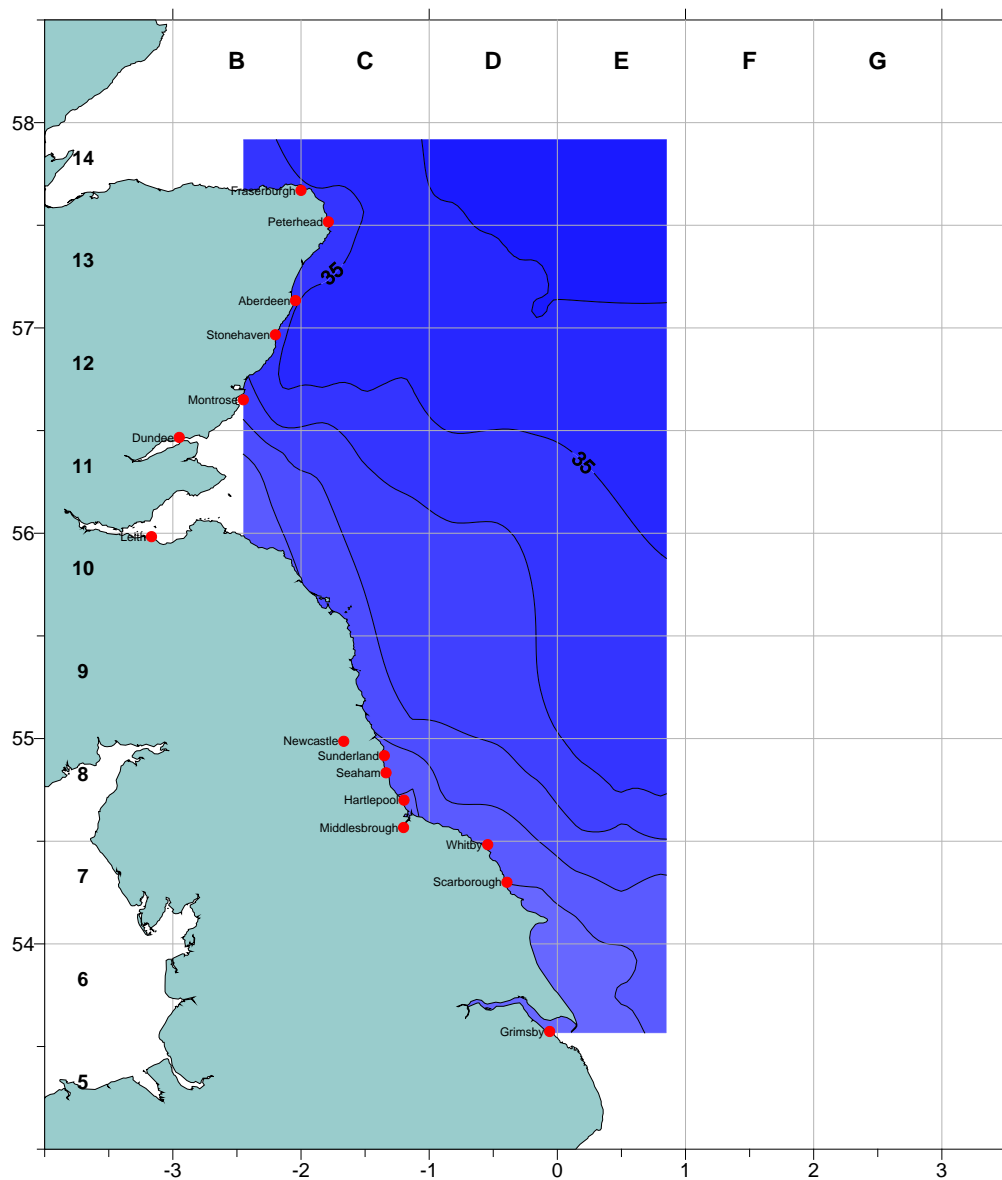 B C D E F G
58
14
Fraserburgh
Peterhead
13
35
Aberdeen
57
Stonehaven
12
Montrose
Dundee
35
11
56
Leith
10
9
55
Newcastle
Sunderland
8
Seaham
Hartlepool
Middlesbrough
Whitby
7
Scarborough
54
6
Grimsby
5
-3 -2 -1 0 1 2 3